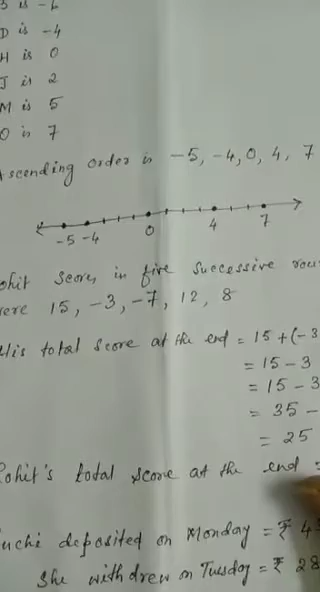 is -6
D is -4
H is 0
J is 2
M is 5
O is 7
scending order is -5, -4, 0, 4, 7
-5 -4 0 4 7
ohit Scores in five successive rou
ere 15, -3, -7, 12, 8
His total score at the end = 15 + (-3
= 15 - 3
= 15 - 3
= 35 -
= 25
Rohit's total score at the end =
uchi deposited on Monday = ₹ 4
She withdrew on Tuesday = ₹ 28